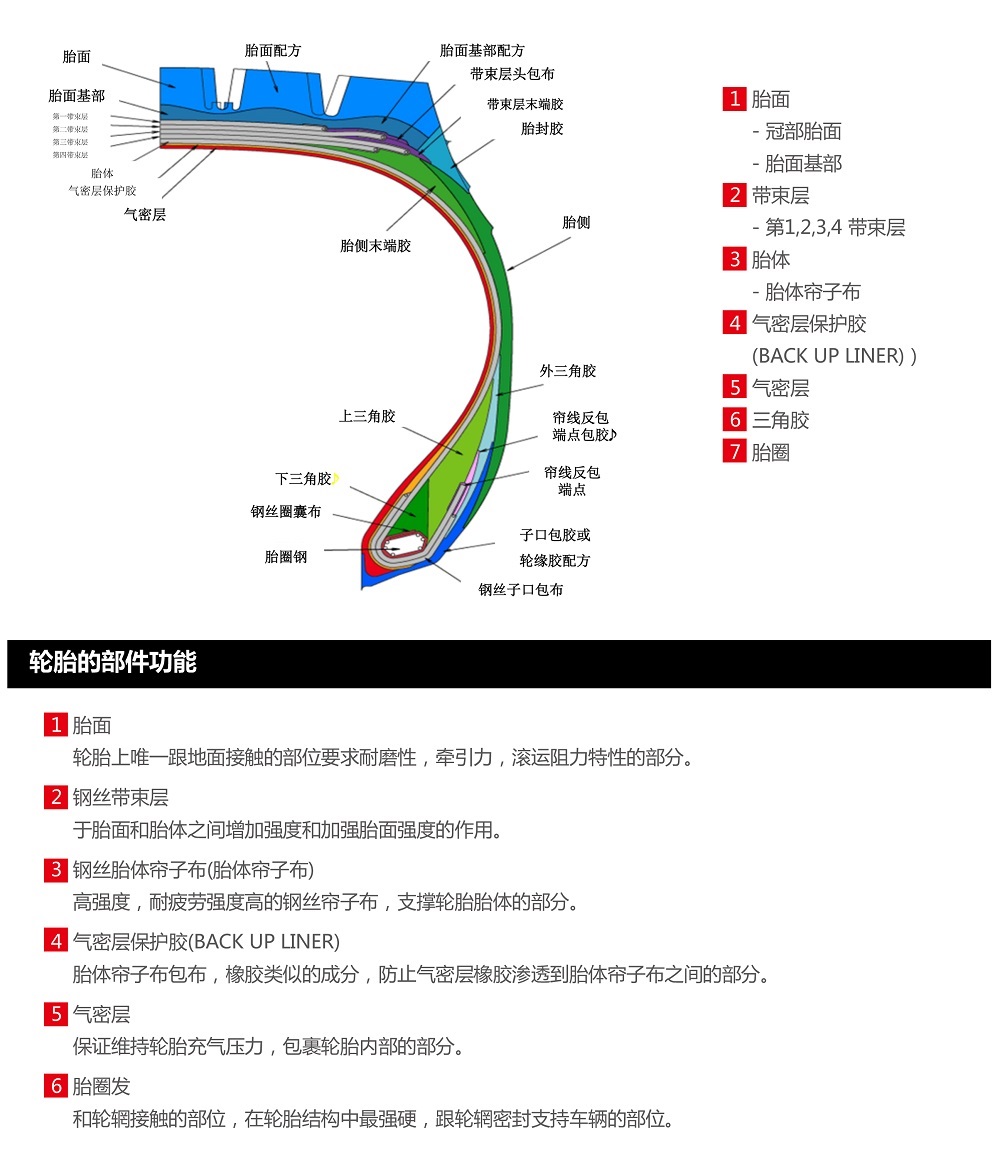 胎面
胎面配方
胎面基部配方
带束层头包布
胎面基部
带束层末端胶
第一带束层
第二带束层
第三带束层
第四带束层
胎封胶
胎体
气密层保护胶
气密层
胎侧
胎侧末端胶
外三角胶
上三角胶
帘线反包
端点包胶♪
下三角胶♪
帘线反包
端点
钢丝圈囊布
子口包胶或
轮缘胶配方
胎圈钢
钢丝子口包布
1 胎面
- 冠部胎面
- 胎面基部
2 带束层
- 第1,2,3,4 带束层
3 胎体
- 胎体帘子布
4 气密层保护胶
(BACK UP LINER) )
5 气密层
6 三角胶
7 胎圈
轮胎的部件功能
1 胎面
轮胎上唯一跟地面接触的部位要求耐磨性，牵引力，滚运阻力特性的部分。
2 钢丝带束层
于胎面和胎体之间增加强度和加强胎面强度的作用。
3 钢丝胎体帘子布(胎体帘子布)
高强度，耐疲劳强度高的钢丝帘子布，支撑轮胎胎体的部分。
4 气密层保护胶(BACK UP LINER)
胎体帘子布包布，橡胶类似的成分，防止气密层橡胶渗透到胎体帘子布之间的部分。
5 气密层
保证维持轮胎充气压力，包裹轮胎内部的部分。
6 胎圈发
和轮辋接触的部位，在轮胎结构中最强硬，跟轮辋密封支持车辆的部位。